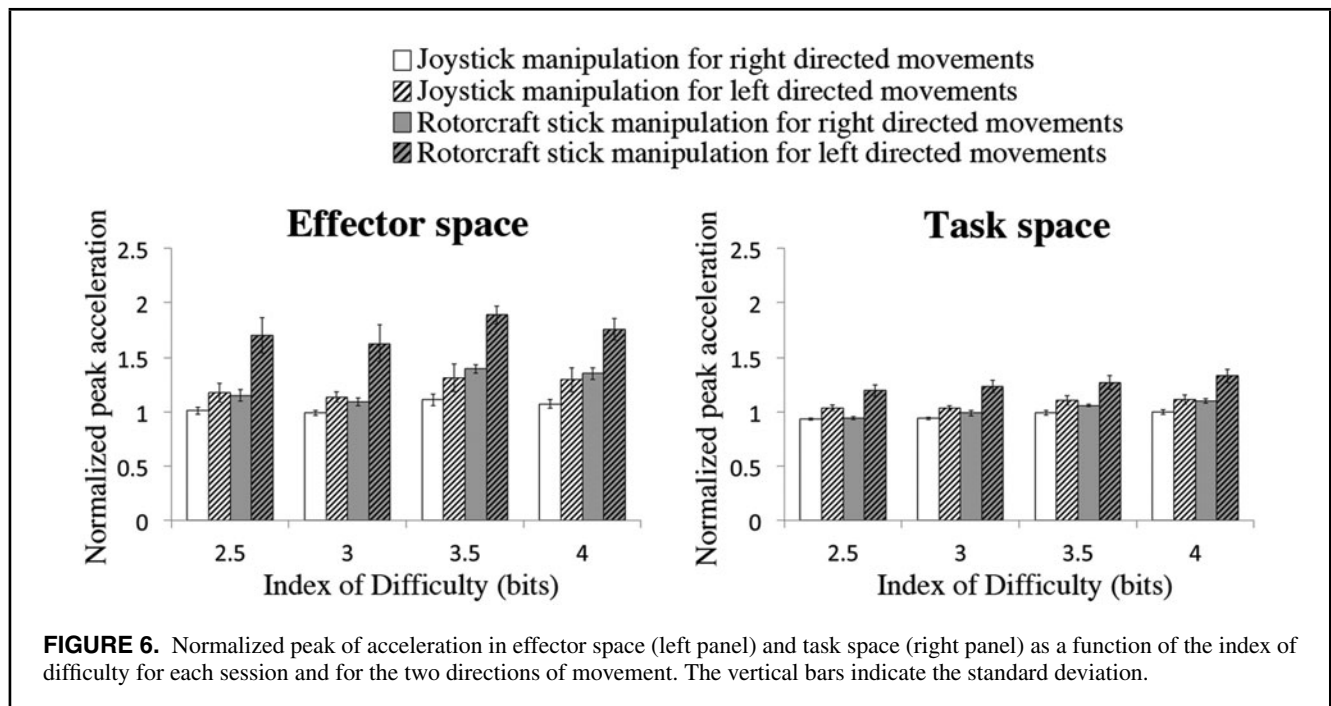 Joystick manipulation for right directed movements
Joystick manipulation for left directed movements
Rotorcraft stick manipulation for right directed movements
Rotorcraft stick manipulation for left directed movements
Effector space
Normalized peak acceleration
2.5
2
1.5
1
0.5
0
2.5 3 3.5 4
Index of Difficulty (bits)
Task space
Normalized peak acceleration
2.5
2
1.5
1
0.5
0
2.5 3 3.5 4
Index of Difficulty (bits)
FIGURE 6. Normalized peak of acceleration in effector space (left panel) and task space (right panel) as a function of the index of
difficulty for each session and for the two directions of movement. The vertical bars indicate the standard deviation.